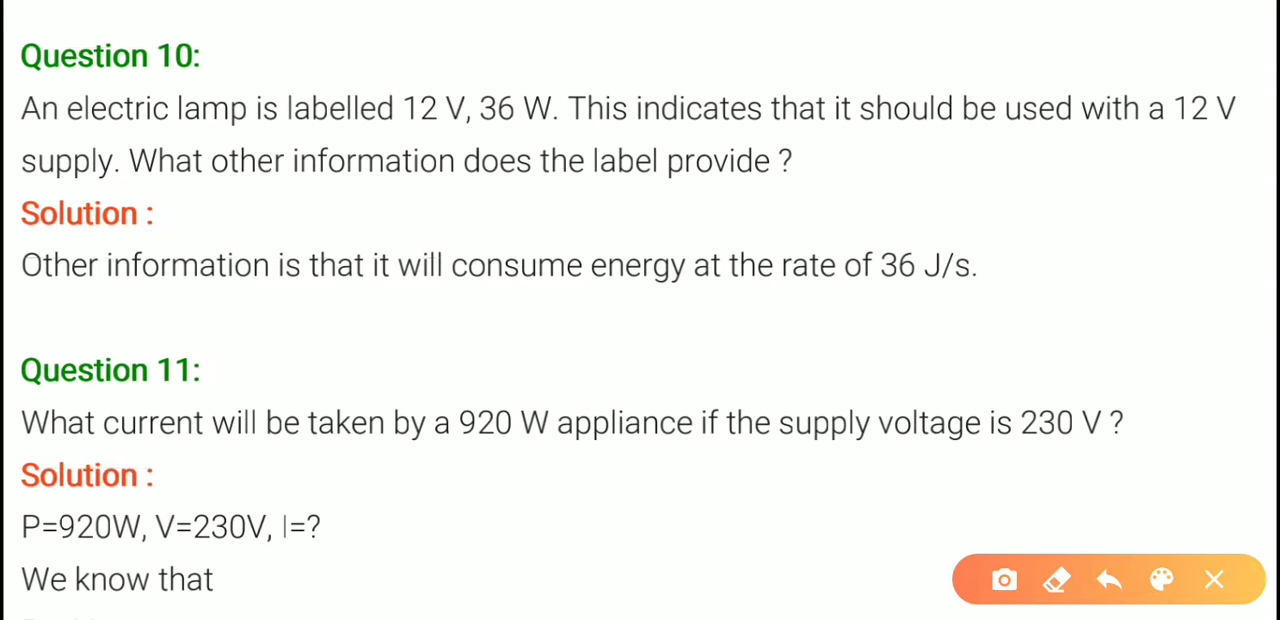 Question 10:
An electric lamp is labelled 12 V, 36 W. This indicates that it should be used with a 12 V
supply. What other information does the label provide ?
Solution :
Other information is that it will consume energy at the rate of 36 J/s.
Question 11:
What current will be taken by a 920 W appliance if the supply voltage is 230 V ?
Solution :
P=920W, V=230V, I=?
We know that